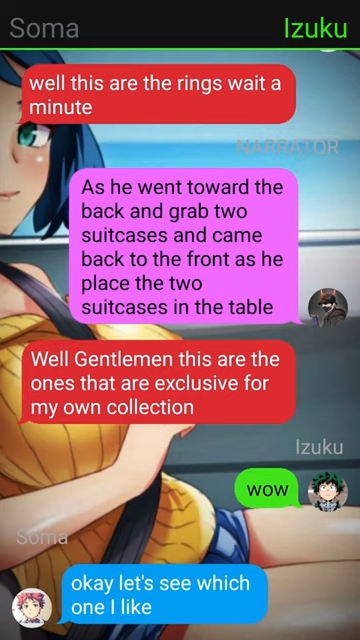 Soma
Izuku
well this are the rings wait a
minute
NARRATOR
As he went toward the
back and grab two
suitcases and came
back to the front as he
place the two
suitcases in the table
Well Gentlemen this are the
ones that are exclusive for
my own collection
Izuku
wow
Soma
okay let's see which
one I like